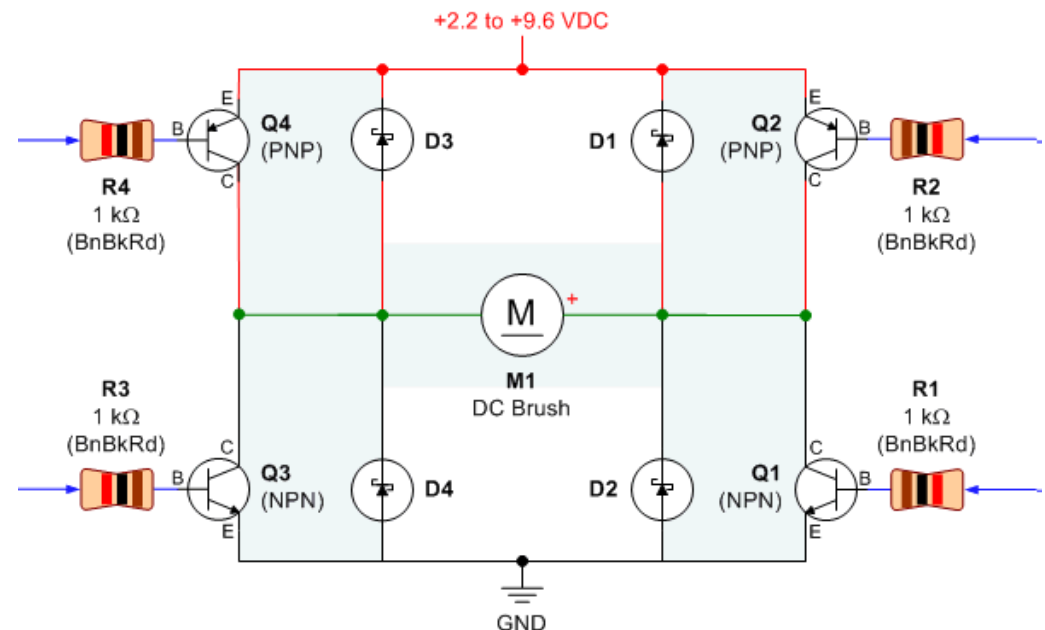 +2.2 to +9.6 VDC
E
B
C
Q4
(PNP)
D3
D1
Q2
(PNP)
E
B
C
R4
1 kΩ
(BnBkRd)
R2
1 kΩ
(BnBkRd)
M
+
M1
DC Brush
R3
1 kΩ
(BnBkRd)
R1
1 kΩ
(BnBkRd)
C
B
E
Q3
(NPN)
D4
D2
Q1
(NPN)
C
B
E
GND